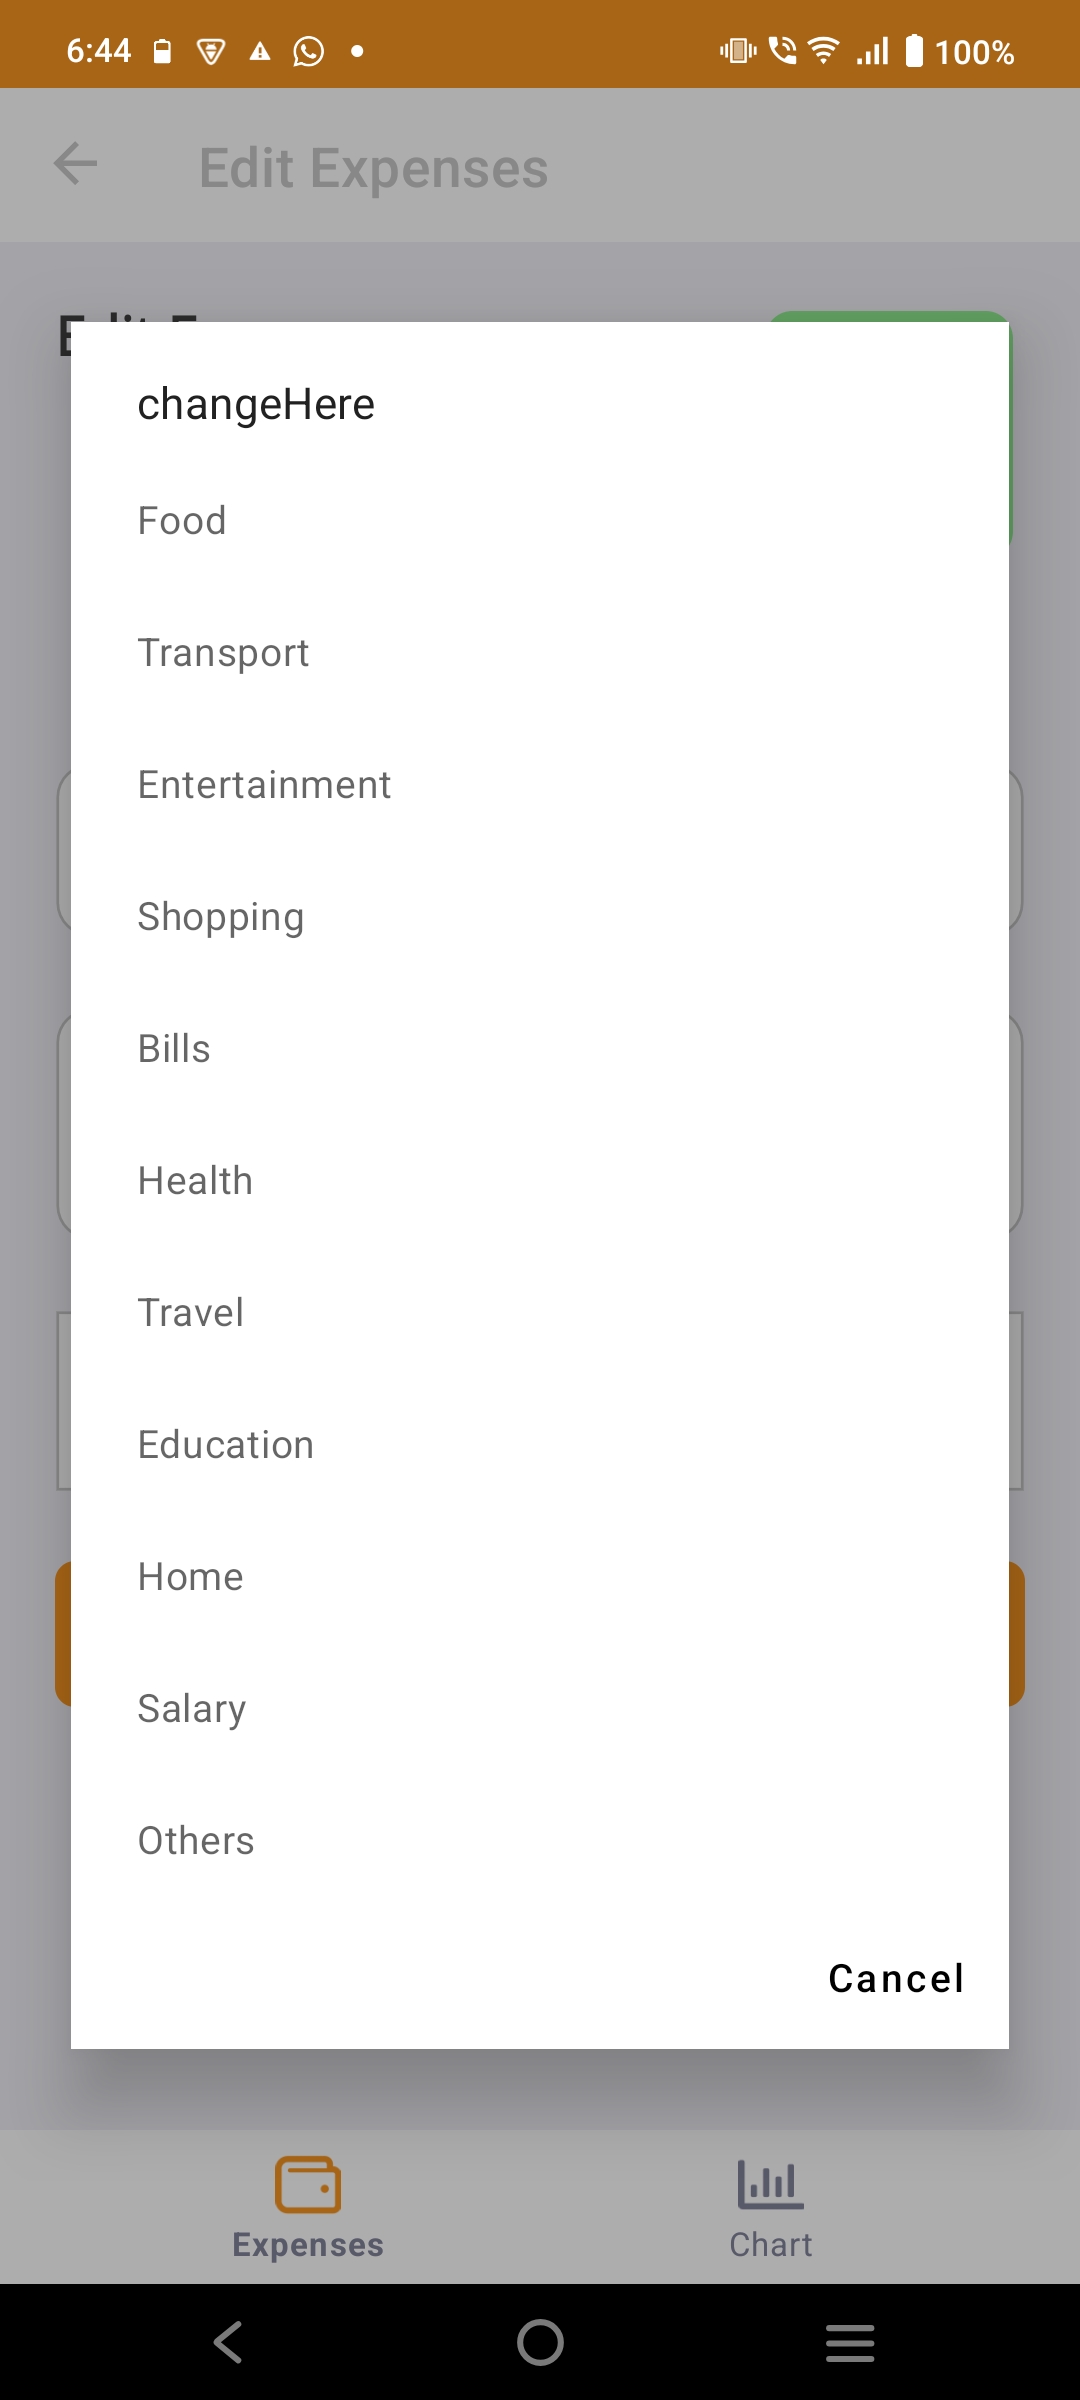 6:44
100%
Edit Expenses
changeHere
Food
Transport
Entertainment
Shopping
Bills
Health
Travel
Education
Home
Salary
Others
Cancel
Expenses
Chart